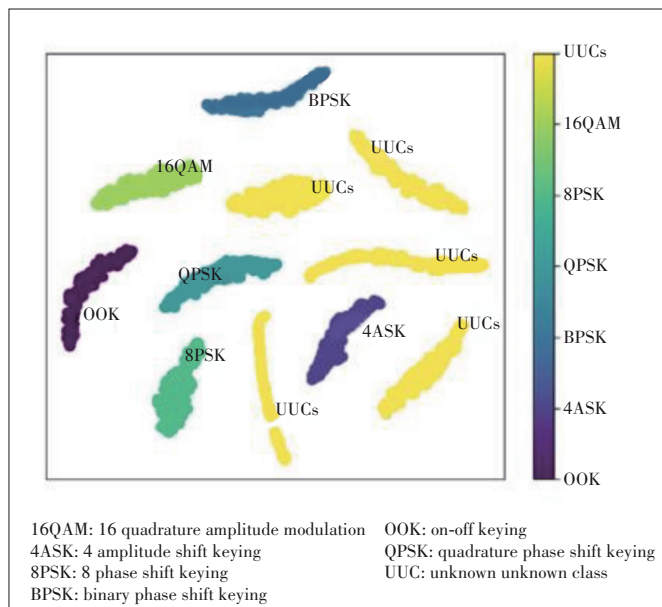 BPSK
UUCs
16QAM
UUCs
UUCs
QPSK
OOK
4ASK
UUCs
8PSK
UUCs
UUCs
16QAM
8PSK
QPSK
BPSK
4ASK
OOK
16QAM: 16 quadrature amplitude modulation
4ASK: 4 amplitude shift keying
8PSK: 8 phase shift keying
BPSK: binary phase shift keying
OOK: on-off keying
QPSK: quadrature phase shift keying
UUC: unknown unknown class